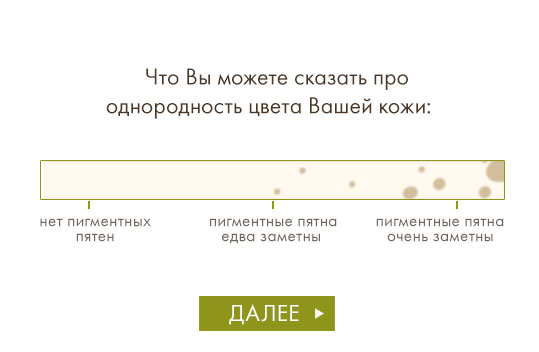 Что Вы можете сказать про
однородность цвета Вашей кожи:
нет пигментных
пятен
пигментные пятна
едва заметны
пигментные пятна
очень заметны
ДАЛЕЕ